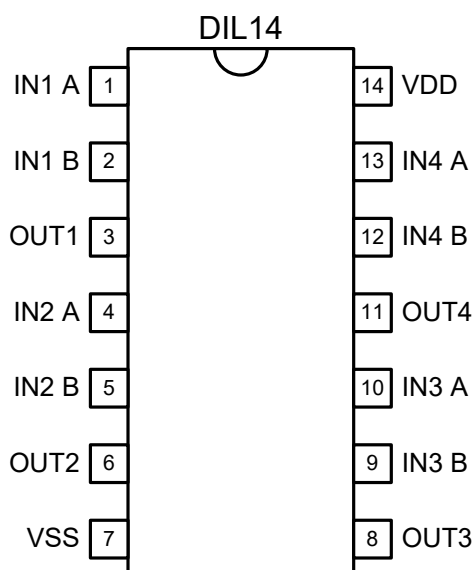 DIL14
IN1 A 1 14 VDD
IN1 B 2 13 IN4 A
OUT1 3 12 IN4 B
IN2 A 4 11 OUT4
IN2 B 5 10 IN3 A
OUT2 6 9 IN3 B
VSS 7 8 OUT3